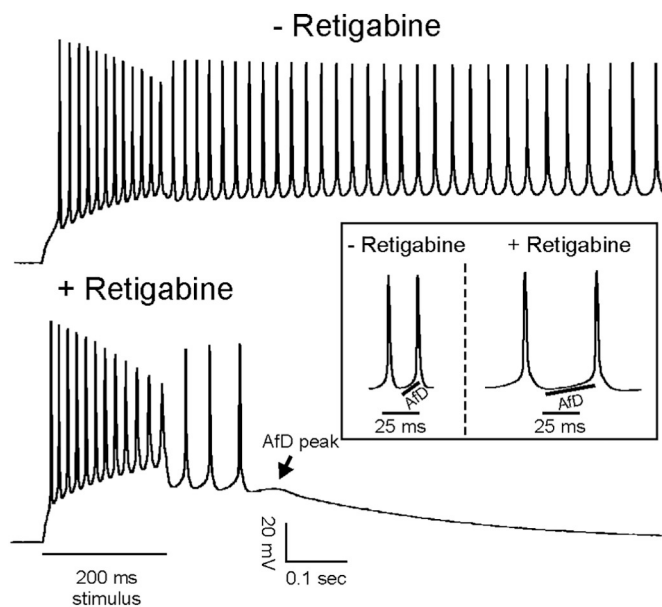 - Retigabine
- Retigabine
+ Retigabine
AfD
AfD
25 ms
25 ms
+ Retigabine
AfD peak
20 mV
0.1 sec
200 ms
stimulus